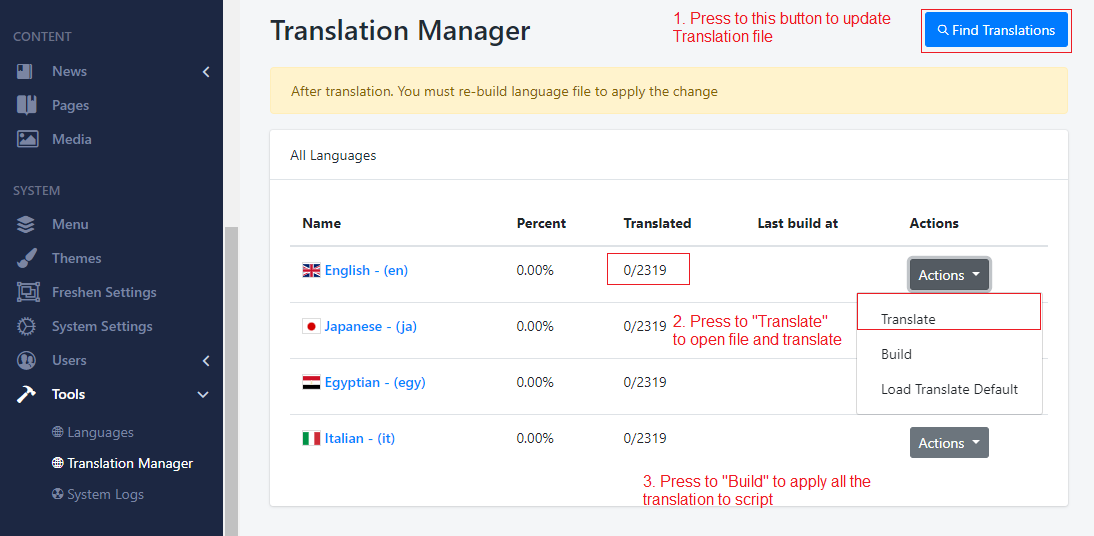 CONTENT
News
Pages
Media
SYSTEM
Menu
Themes
Freshen Settings
System Settings
Users
Tools
Languages
Translation Manager
System Logs
Translation Manager
1. Press to this button to update
Translation file
Find Translations
After translation. You must re-build language file to apply the change
All Languages
Name Percent Translated Last build at Actions
English - (en) 0.00% 0/2319 Actions
Japanese - (ja) 0.00% 0/2319
Egyptian - (egy) 0.00% 0/2319
Italian - (it) 0.00% 0/2319 Actions
2. Press to "Translate"
to open file and translate
Translate
Build
Load Translate Default
3. Press to "Build" to apply all the
translation to script